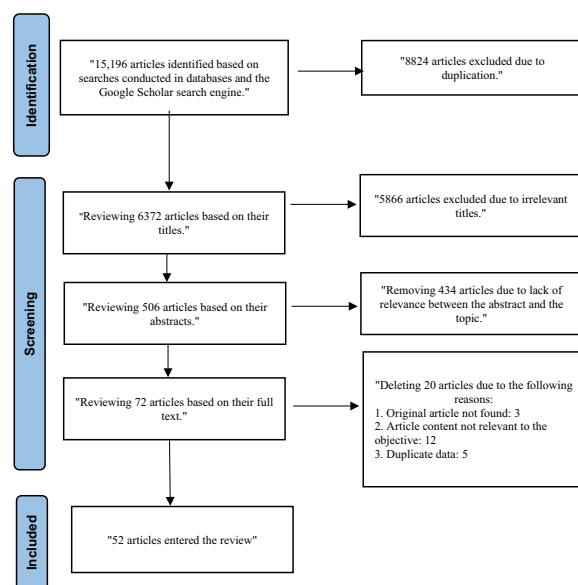 Identification
"15,196 articles identified based on
searches conducted in databases and the
Google Scholar search engine."
"8824 articles excluded due to
duplication."
Screening
"Reviewing 6372 articles based on their
titles."
"5866 articles excluded due to irrelevant
titles."
"Reviewing 506 articles based on their
abstracts."
"Removing 434 articles due to lack of
relevance between the abstract and the
topic."
"Reviewing 72 articles based on their full
text."
"Deleting 20 articles due to the following
reasons:
1. Original article not found: 3
2. Article content not relevant to the
objective: 12
3. Duplicate data: 5
Included
"52 articles entered the review"